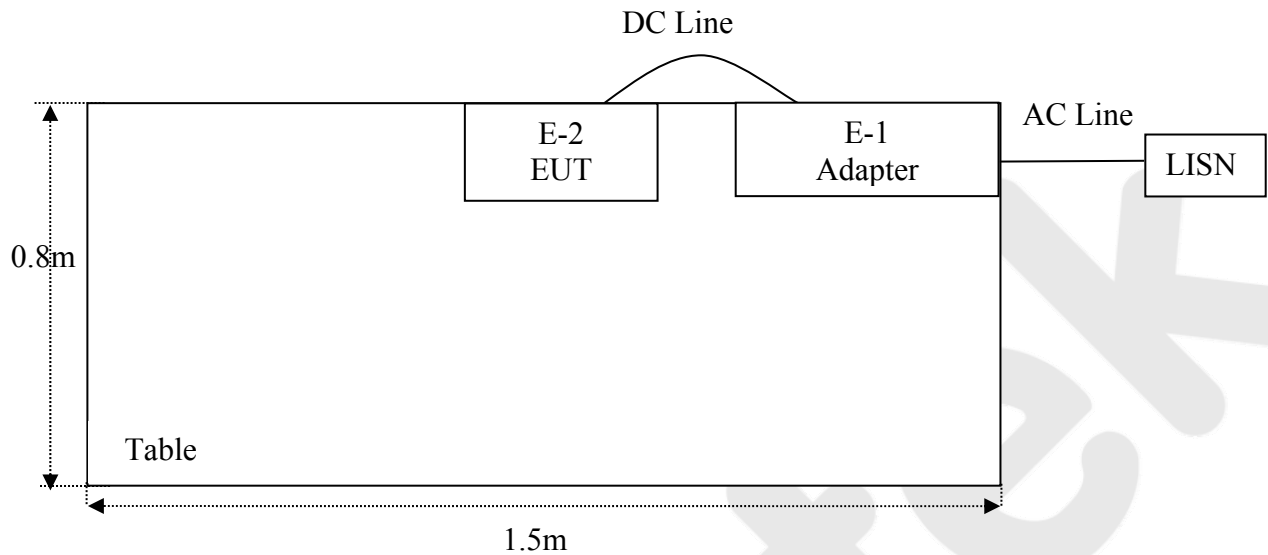 DC Line
E-2
EUT
E-1
Adapter
AC Line
LISN
0.8m
Table
1.5m